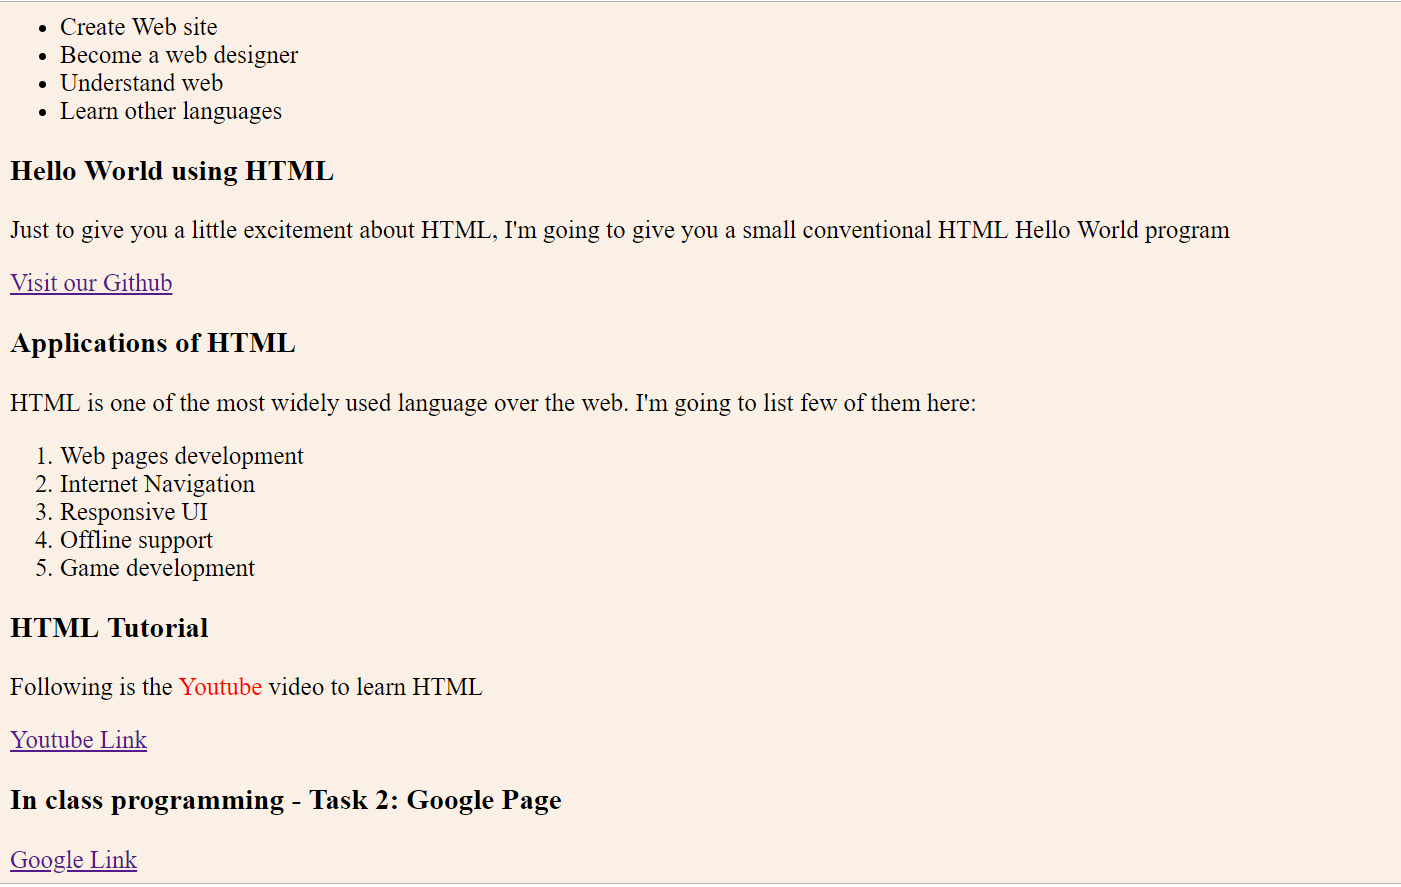 • Create Web site
• Become a web designer
• Understand web
• Learn other languages
Hello World using HTML
Just to give you a little excitement about HTML, I'm going to give you a small conventional HTML Hello World program
Visit our Github
Applications of HTML
HTML is one of the most widely used language over the web. I'm going to list few of them here:
1. Web pages development
2. Internet Navigation
3. Responsive UI
4. Offline support
5. Game development
HTML Tutorial
Following is the Youtube video to learn HTML
Youtube Link
In class programming - Task 2: Google Page
Google Link